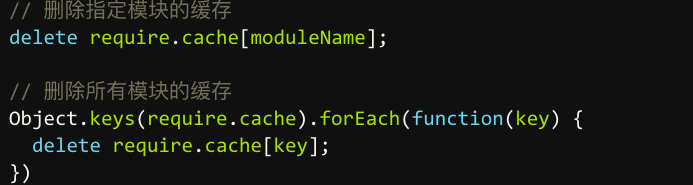 // 删除指定模块的缓存
delete require.cache[moduleName];
// 删除所有模块的缓存
Object.keys(require.cache).forEach(function(key) {
  delete require.cache[key];
})